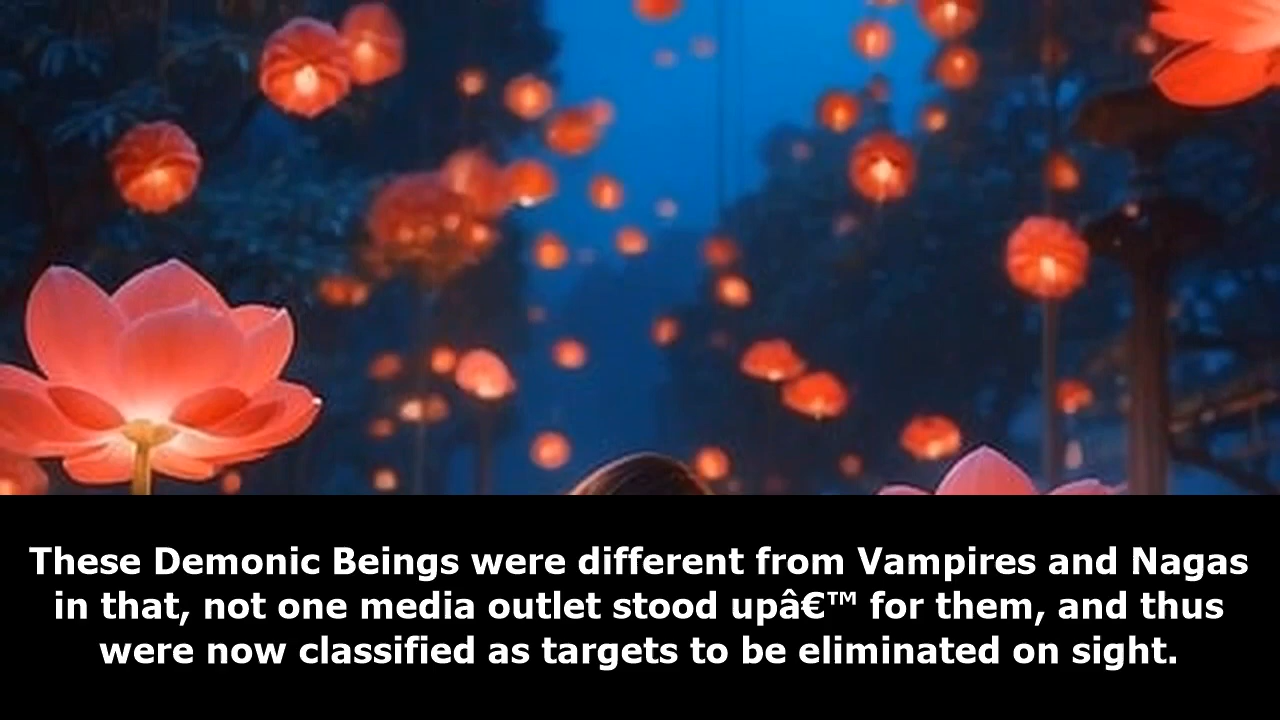 These Demonic Beings were different from Vampires and Nagas
in that, not one media outlet stood upâ€™ for them, and thus
were now classified as targets to be eliminated on sight.